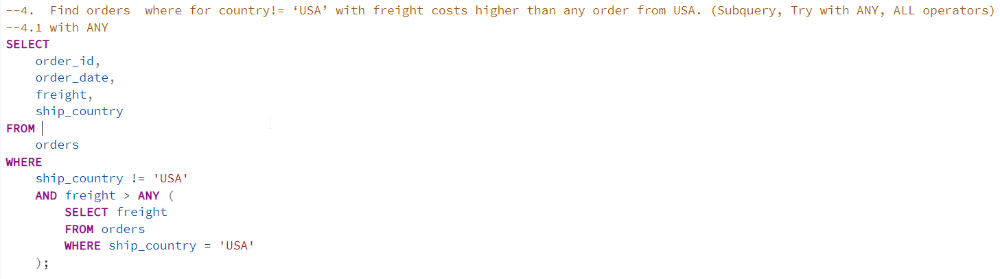 --4.  Find orders  where for country!= ‘USA’ with freight costs higher than any order from USA. (Subquery, Try with ANY, ALL operators)
--4.1 with ANY
SELECT
    order_id,
    order_date,
    freight,
    ship_country
FROM
    orders
WHERE
    ship_country != 'USA'
    AND freight > ANY (
        SELECT freight
        FROM orders
        WHERE ship_country = 'USA'
    );